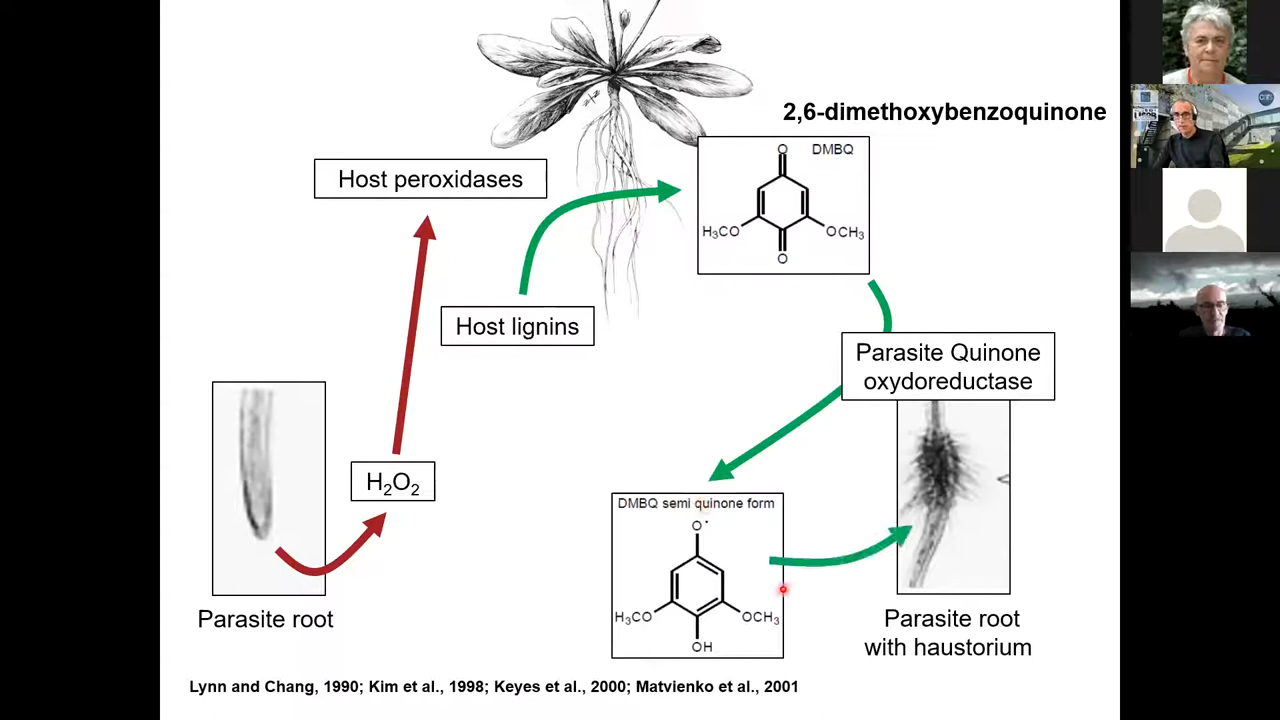 2,6-dimethoxybenzoquinone
O
DMBQ
H₃CO
OCH₃
O
Host peroxidases
Host lignins
Parasite Quinone
oxydoreductase
H₂O₂
DMBQ semi quinone form
O·
H₃CO
OCH₃
OH
Parasite root
Parasite root
with haustorium
Lynn and Chang, 1990; Kim et al., 1998; Keyes et al., 2000; Matvienko et al., 2001